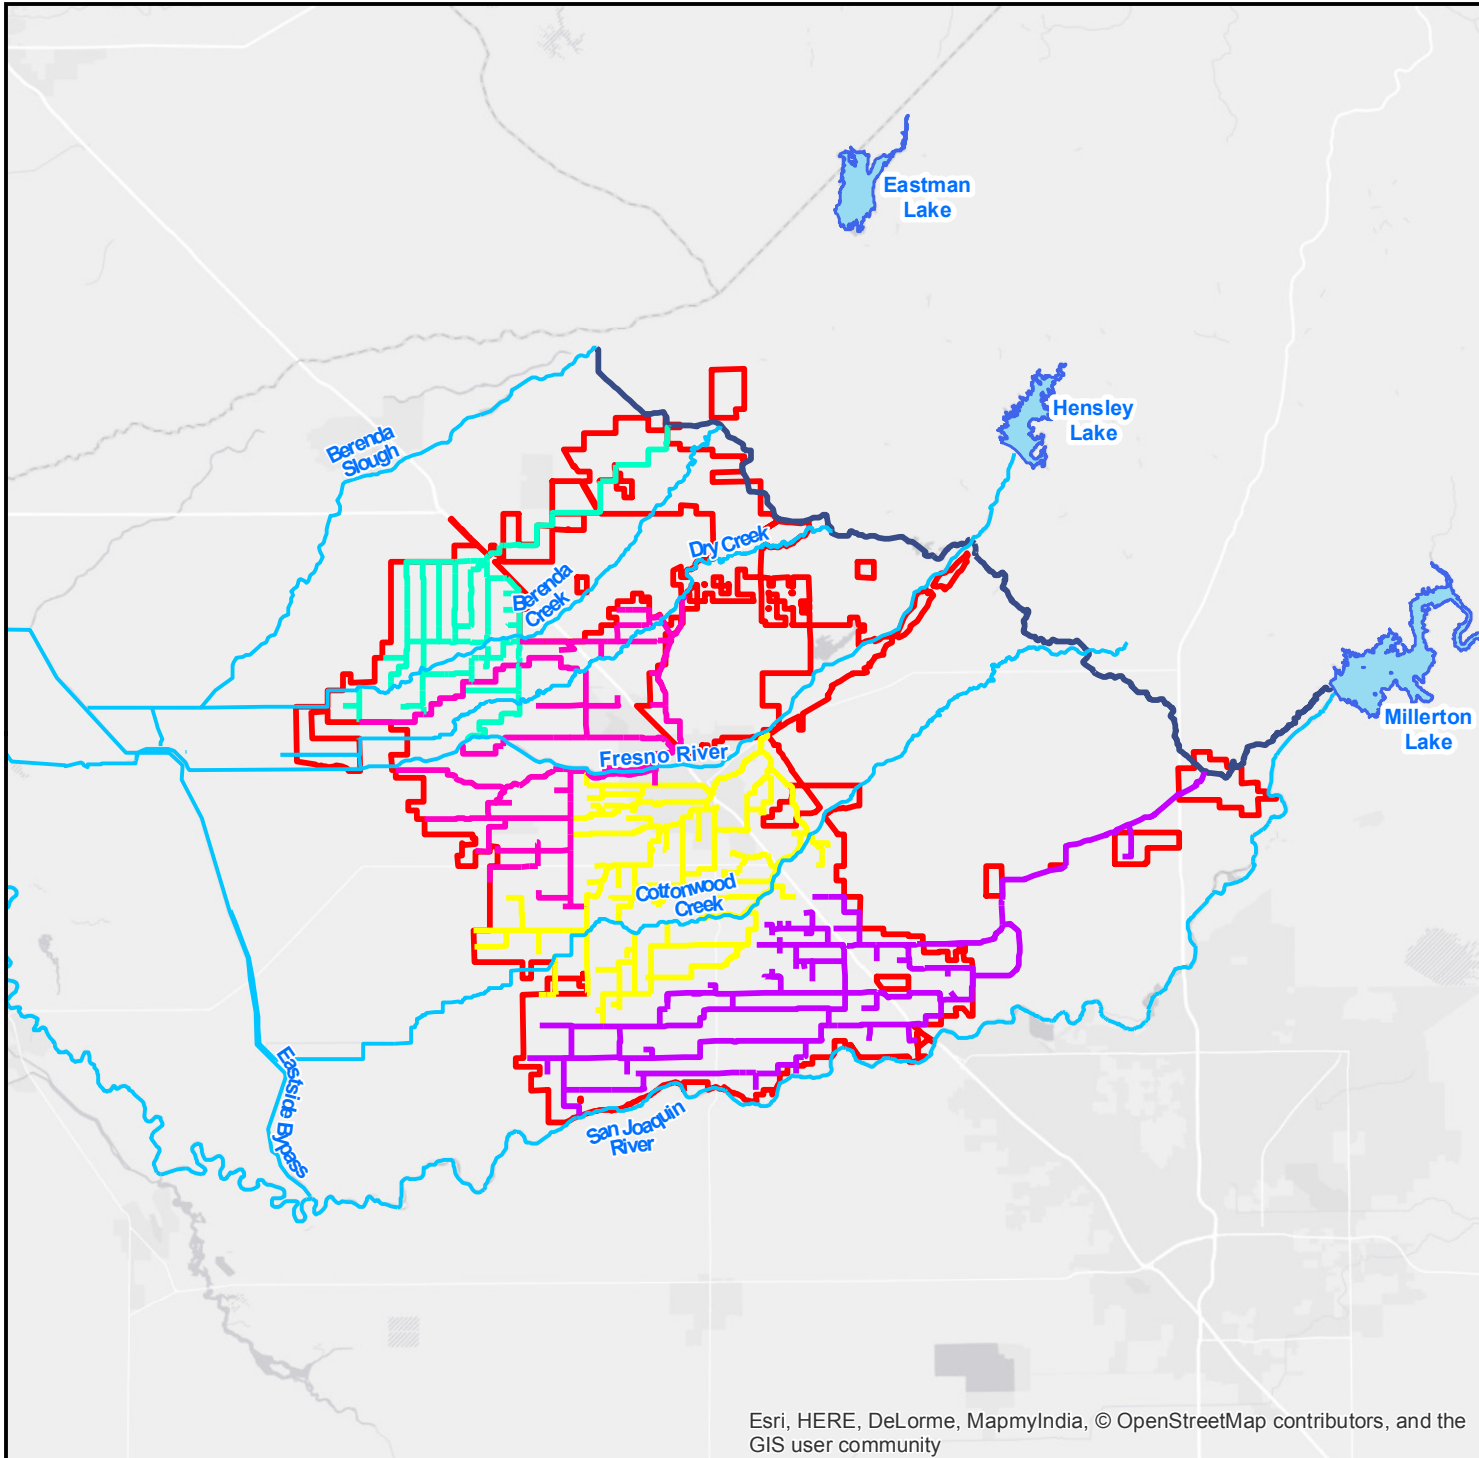 Eastman
Lake
Hensley
Lake
Berenda
Slough
Dry Creek
Berenda
Creek
Millerton
Lake
Fresno River
Cottonwood
Creek
Eastside Bypass
San Joaquin
River
Esri, HERE, DeLorme, MapmyIndia, © OpenStreetMap contributors, and the
GIS user community